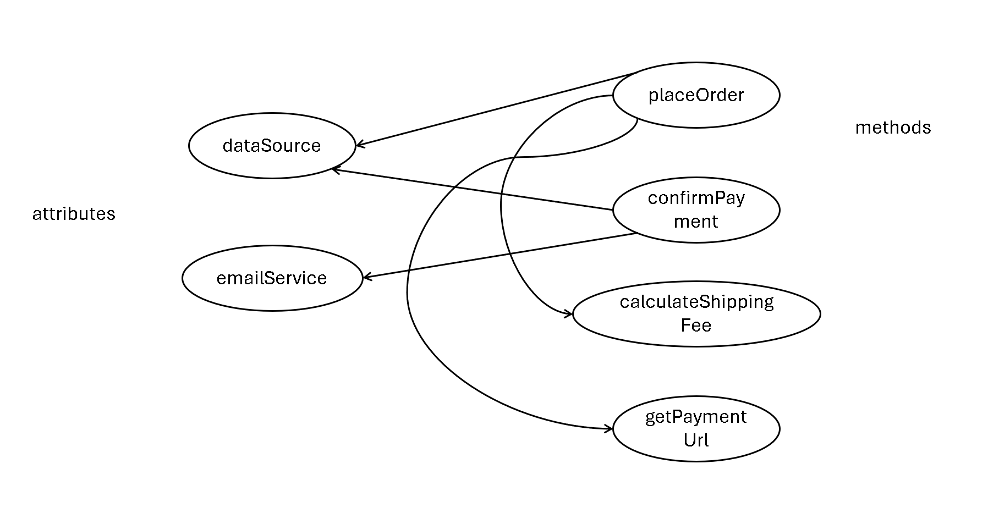 placeOrder
methods
dataSource
confirmPay
ment
attributes
emailService
calculateShipping
Fee
getPayment
Url